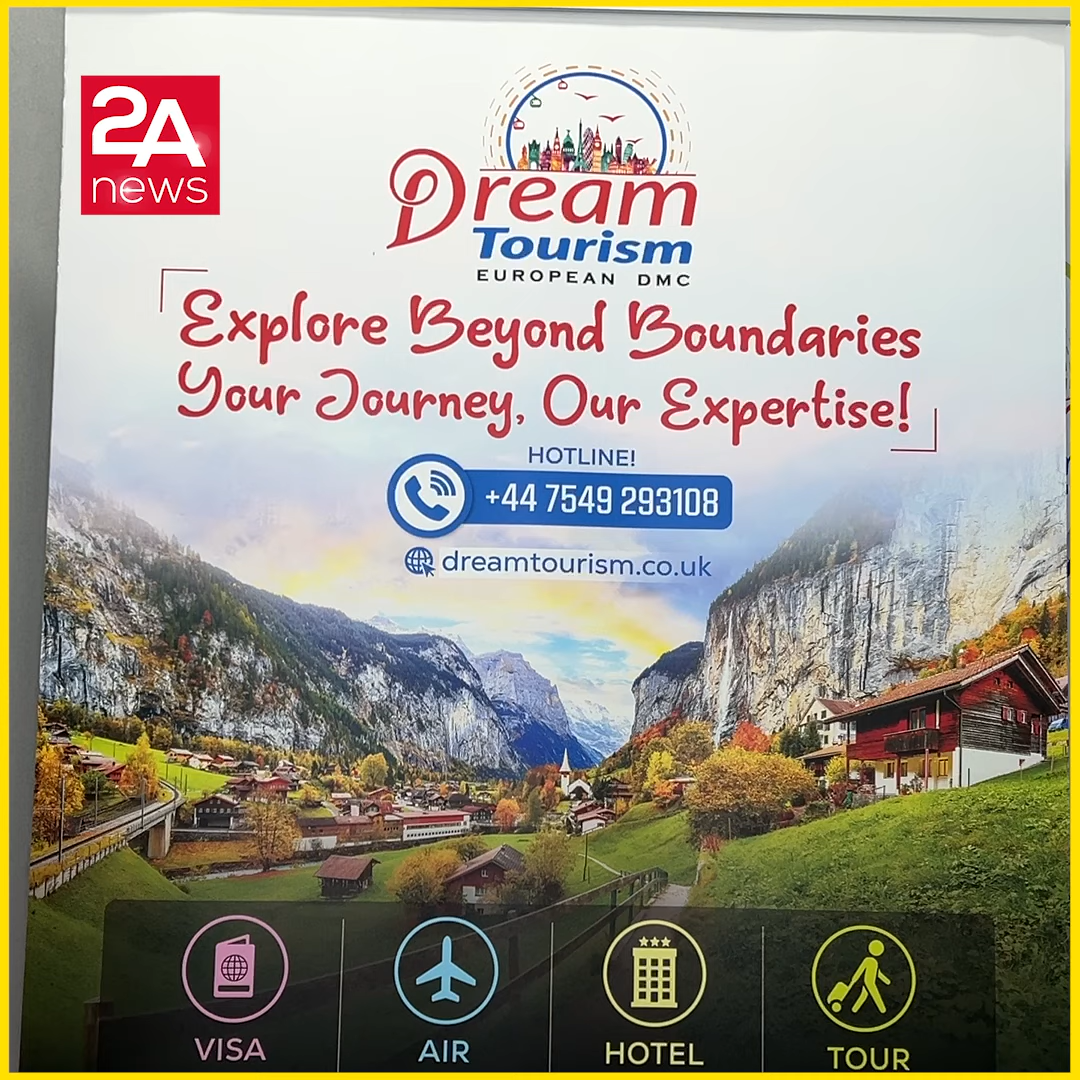 2A
news
Dream
Tourism
EUROPEAN DMC
Explore Beyond Boundaries
Your Journey, Our Expertise!
HOTLINE!
+44 7549 293108
dreamtourism.co.uk
VISA
AIR
HOTEL
TOUR